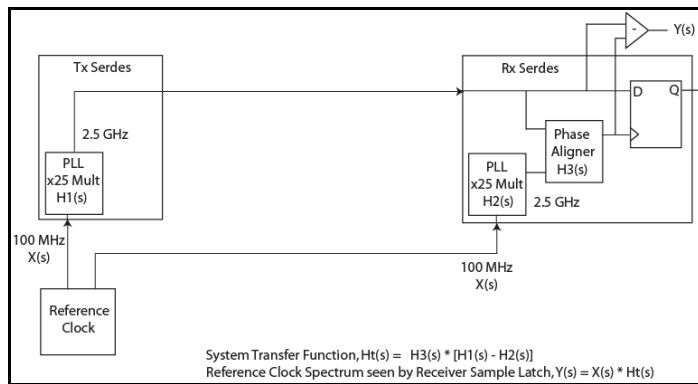 Tx Serdes
2.5 GHz
PLL
x25 Mult
H1(s)
100 MHz
X(s)
Reference
Clock
Rx Serdes
- Y(s)
D Q
Phase
Aligner
H3(s)
PLL
x25 Mult
H2(s)
2.5 GHz
100 MHz
X(s)
System Transfer Function, Ht(s) = H3(s) * [H1(s) - H2(s)]
Reference Clock Spectrum seen by Receiver Sample Latch, Y(s) = X(s) * Ht(s)